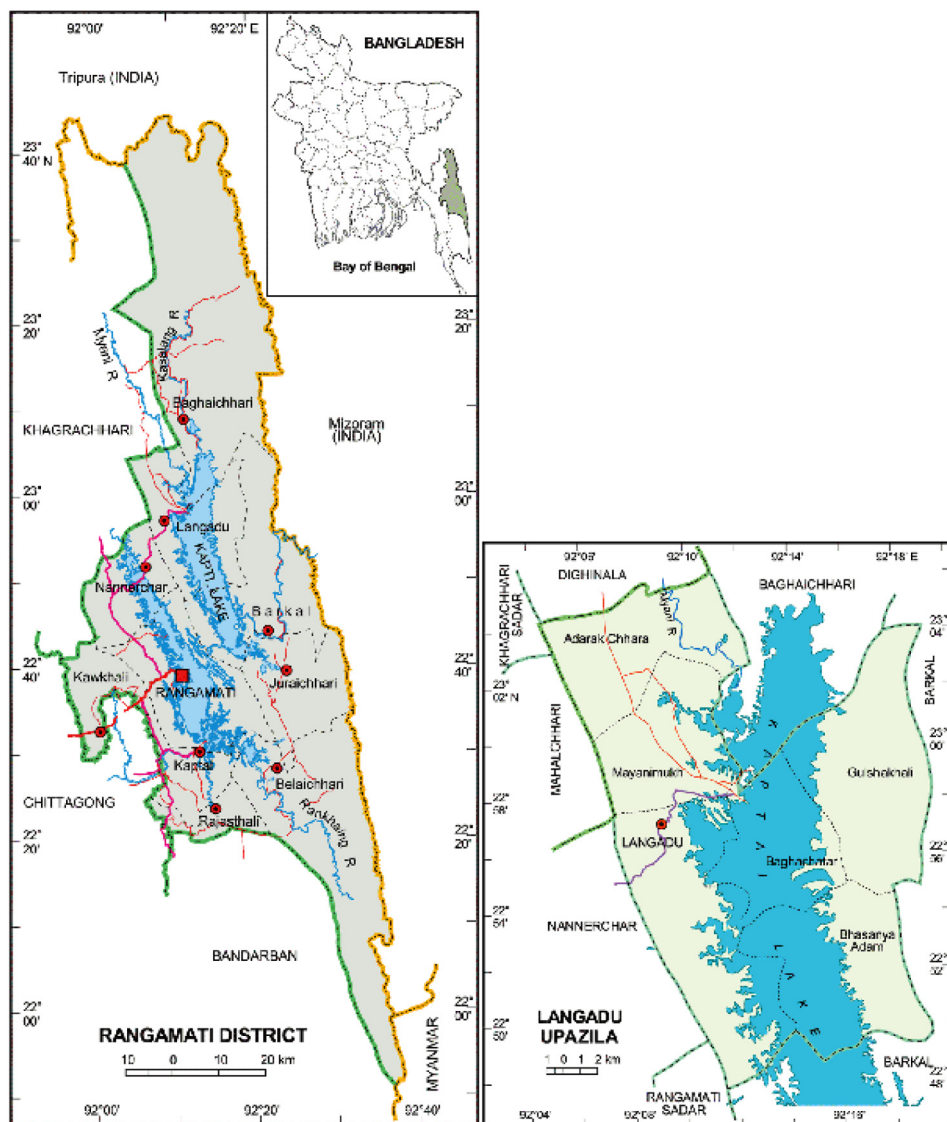 92° 00'
92° 20' E
BANGLADESH
Bay of Bengal
Tripura (INDIA)
23° 40' N
23° 20'
23° 20'
Myani R
Kasalang R
Baghaichhari
KHAGRACHHARI
Mizoram
(INDIA)
23° 00'
23° 00'
Langadu
KAPTI LAKE
Nannerchar
Barkal
22° 40'
22° 40'
Kawkhali
RANGAMATI
Juraichhari
Kaptai
Belaichhari
CHITTAGONG
Rajasthali
Rankhaing R
22° 20'
22° 20'
BANDARBAN
22° 00'
22° 00'
RANGAMATI DISTRICT
10 0 10 20 km
MYANMAR
92° 00'
92° 20'
92° 40'
92° 06'
92° 10'
92° 14'
92° 18' E
DIGHINALA
BAGHAICHHARI
KHAGRACHHARI
SADAR
Adarak Chhara
Myani R
23° 04'
23° 02' N
BARKAL
MAHALCHHARI
23° 00'
Mayanimukh
Gulshakhali
22° 58'
LANGADU
22° 56'
Baghachatar
KAPTAI LAKE
22° 54'
NANNERCHAR
Bhasanya
Adam
22° 52'
22° 50'
LANGADU
UPAZILA
1 0 1 2 km
BARKAL
22° 48'
RANGAMATI
SADAR
92° 04'
92° 08'
92° 16'